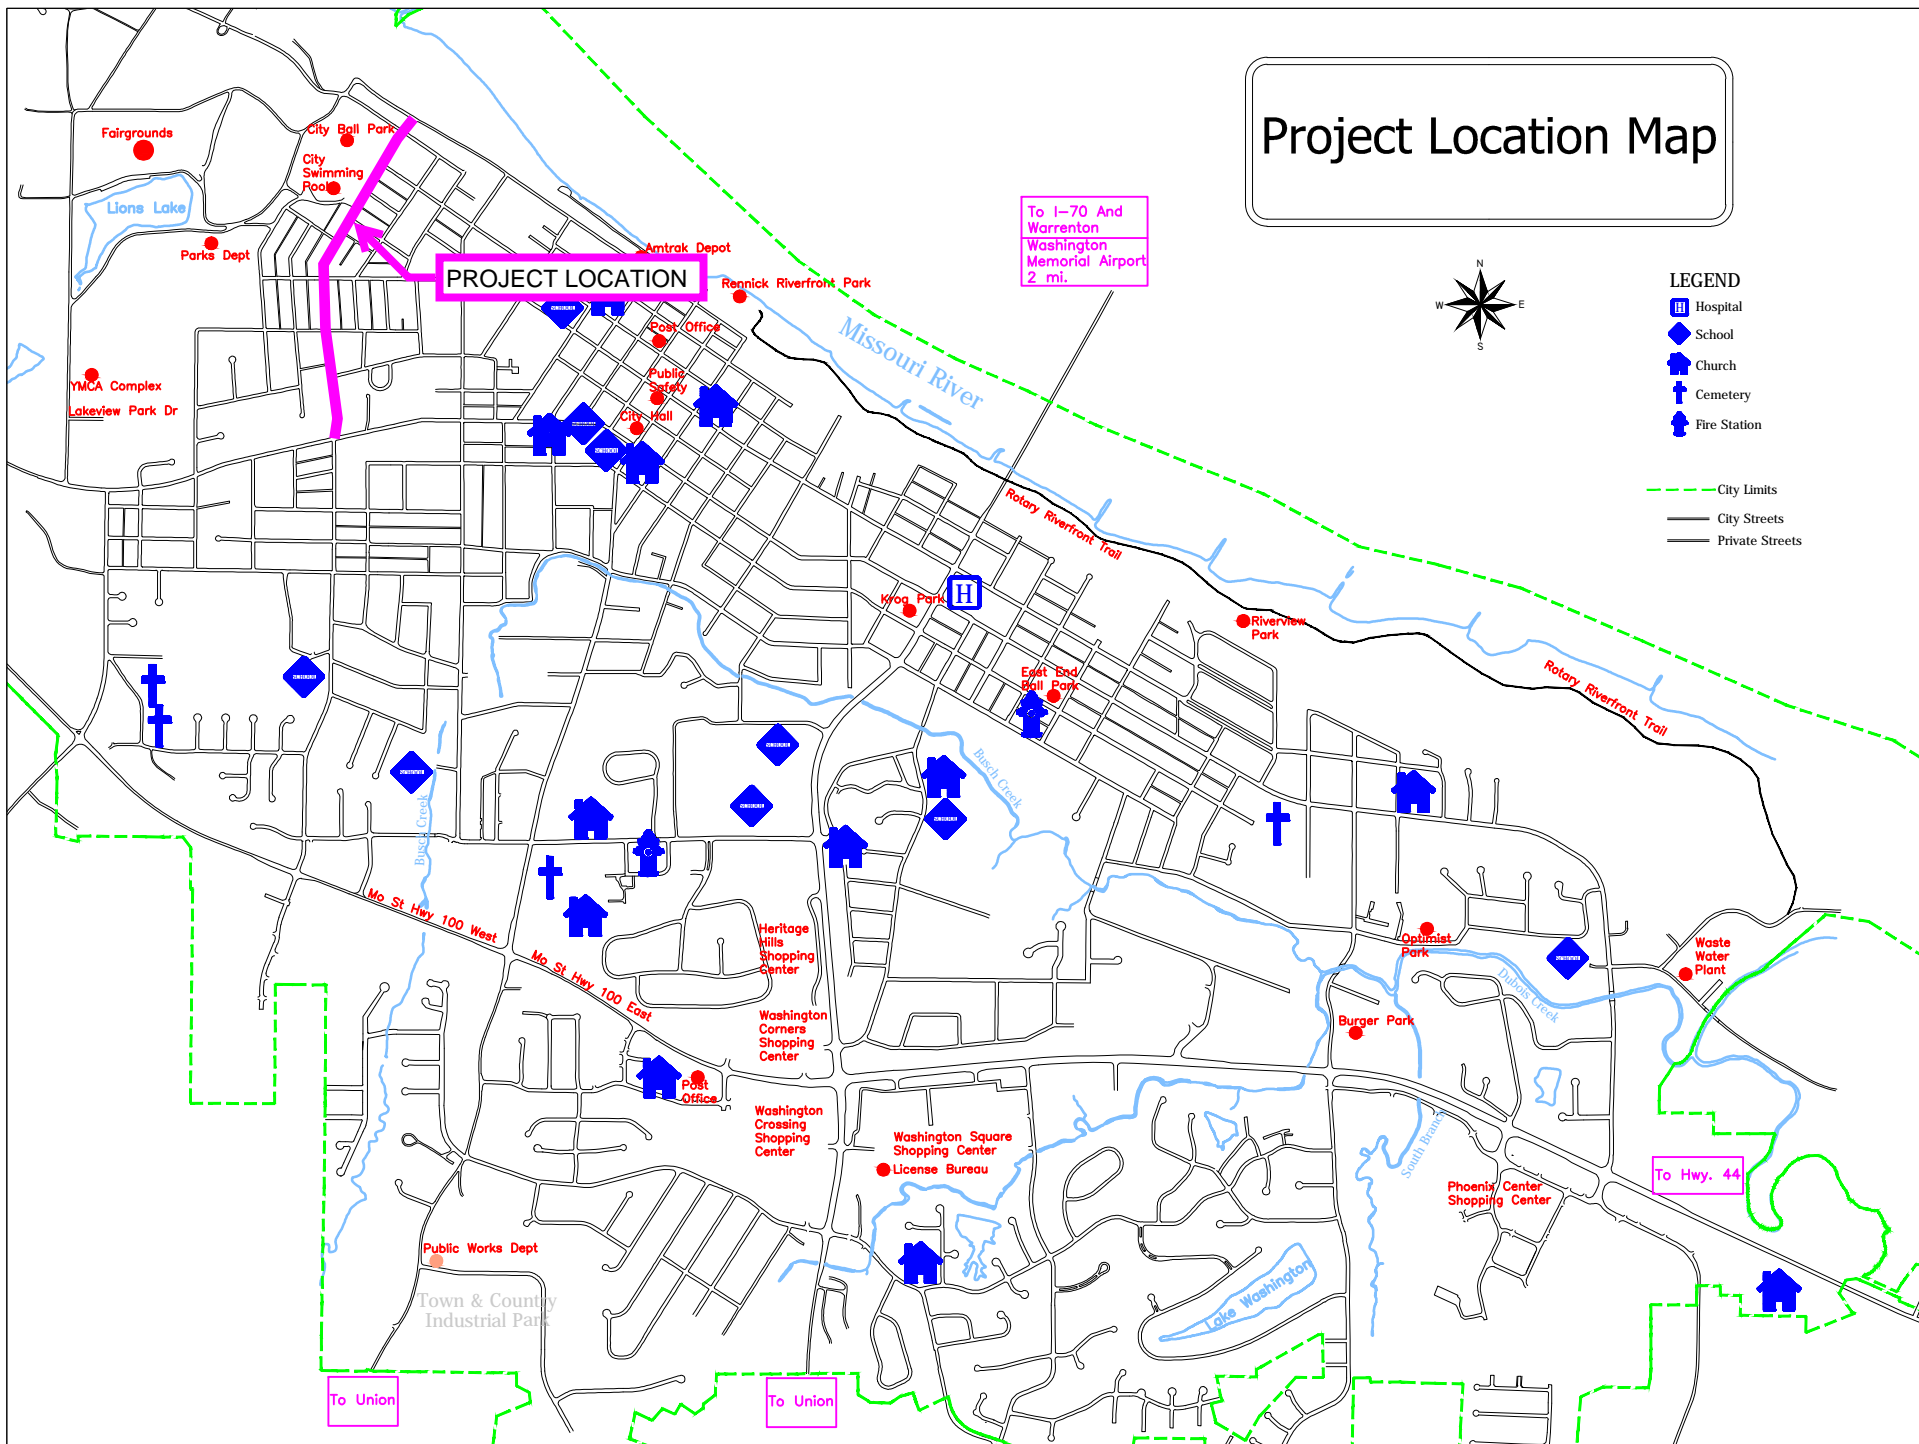 Project Location Map
Fairgrounds
City Ball Park
City
Swimming
Pool
Lions Lake
Parks Dept
PROJECT LOCATION
Amtrak Depot
Rennick Riverfront Park
To I-70 And
Warrenton
Washington
Memorial Airport
2 mi.
N
W
E
S
LEGEND
Hospital
School
Church
Cemetery
Fire Station
City Limits
City Streets
Private Streets
H
Missouri River
Post Office
Public
Safety
City Hall
YMCA Complex
Lakeview Park Dr
Rotary Riverfront Trail
Krog Park
H
Riverview
Park
East End
Ball Park
Rotary Riverfront Trail
Busch Creek
Busch Creek
Mo St Hwy 100 West
Mo St Hwy 100 East
Heritage
Hills
Shopping
Center
Optimist
Park
Waste
Water
Plant
Dubois Creek
Washington
Corners
Shopping
Center
Burger Park
Post
Office
Washington
Crossing
Shopping
Center
Washington Square
Shopping Center
License Bureau
South Branch
To Hwy. 44
Phoenix Center
Shopping Center
Public Works Dept
Town & Country
Industrial Park
Lake Washington
To Union
To Union